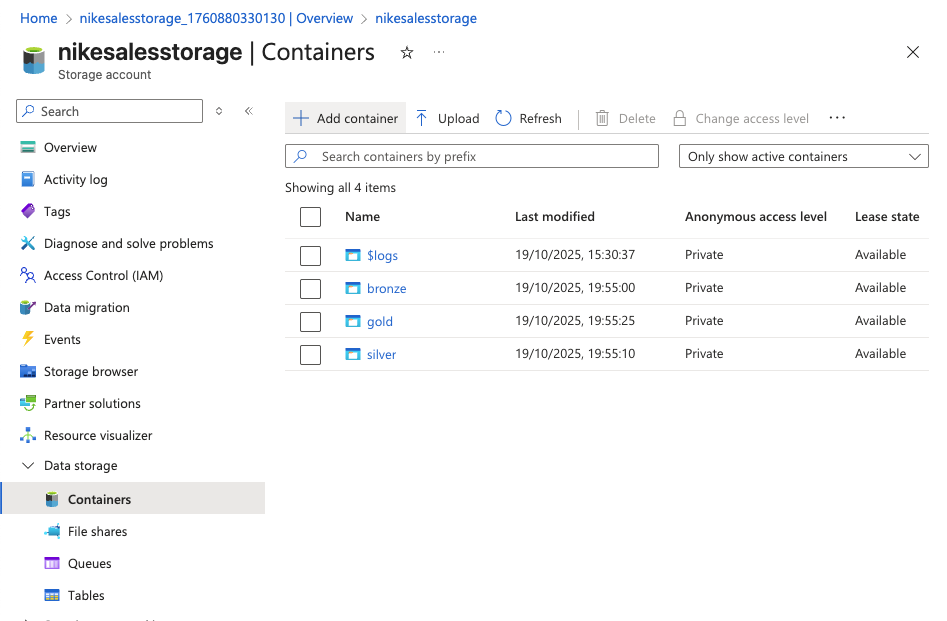 Home > nikesalesstorage_1760880330130 | Overview > nikesalesstorage
nikesalesstorage | Containers
Storage account
Search
Overview
Activity log
Tags
Diagnose and solve problems
Access Control (IAM)
Data migration
Events
Storage browser
Partner solutions
Resource visualizer
Data storage
Containers
File shares
Queues
Tables
Add container Upload Refresh Delete Change access level
Search containers by prefix Only show active containers
Showing all 4 items
Name Last modified Anonymous access level Lease state
$logs 19/10/2025, 15:30:37 Private Available
bronze 19/10/2025, 19:55:00 Private Available
gold 19/10/2025, 19:55:25 Private Available
silver 19/10/2025, 19:55:10 Private Available